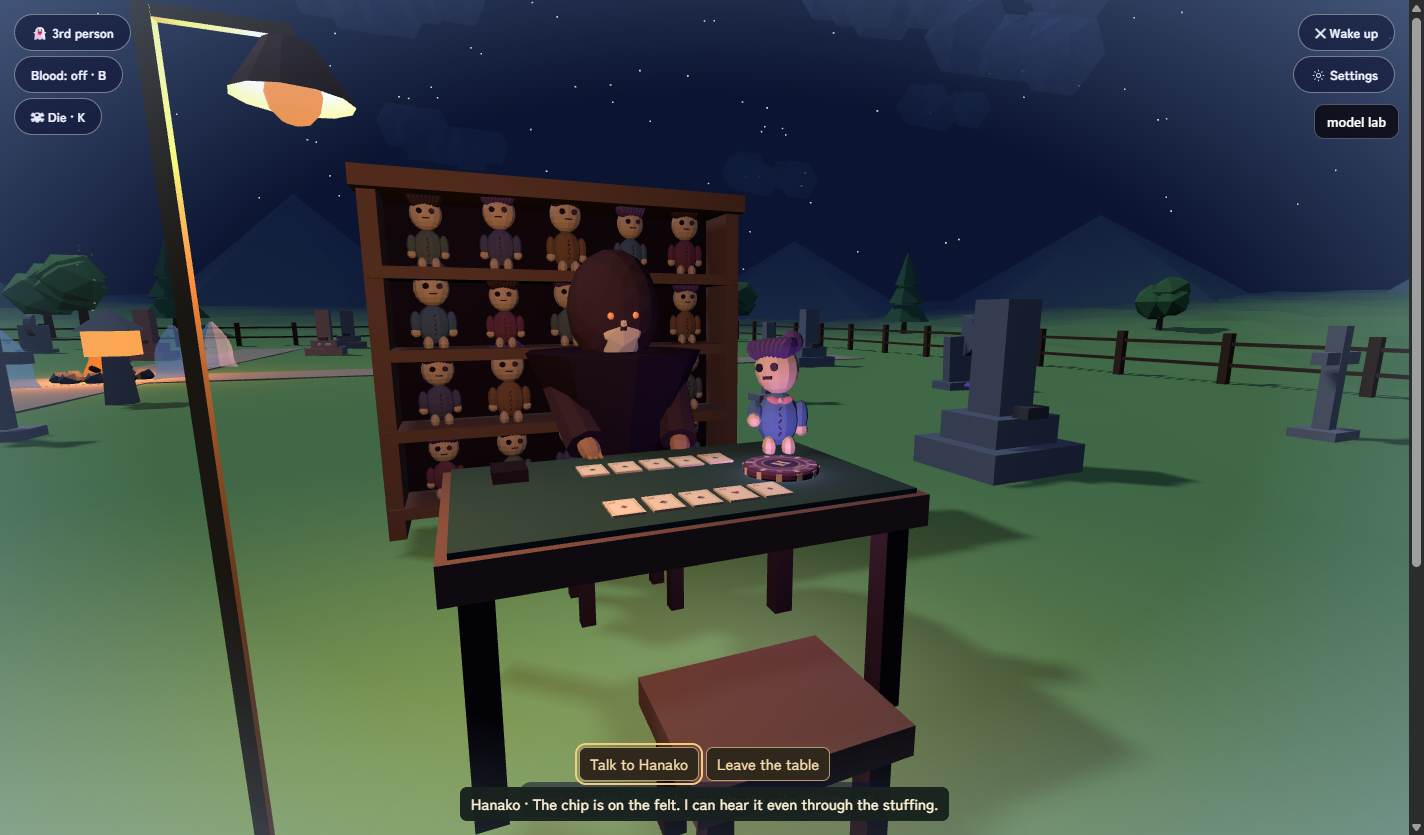 3rd person
Wake up
Blood: off · B
Settings
Die · K
model lab
Talk to Hanako
Leave the table
Hanako · The chip is on the felt. I can hear it even through the stuffing.